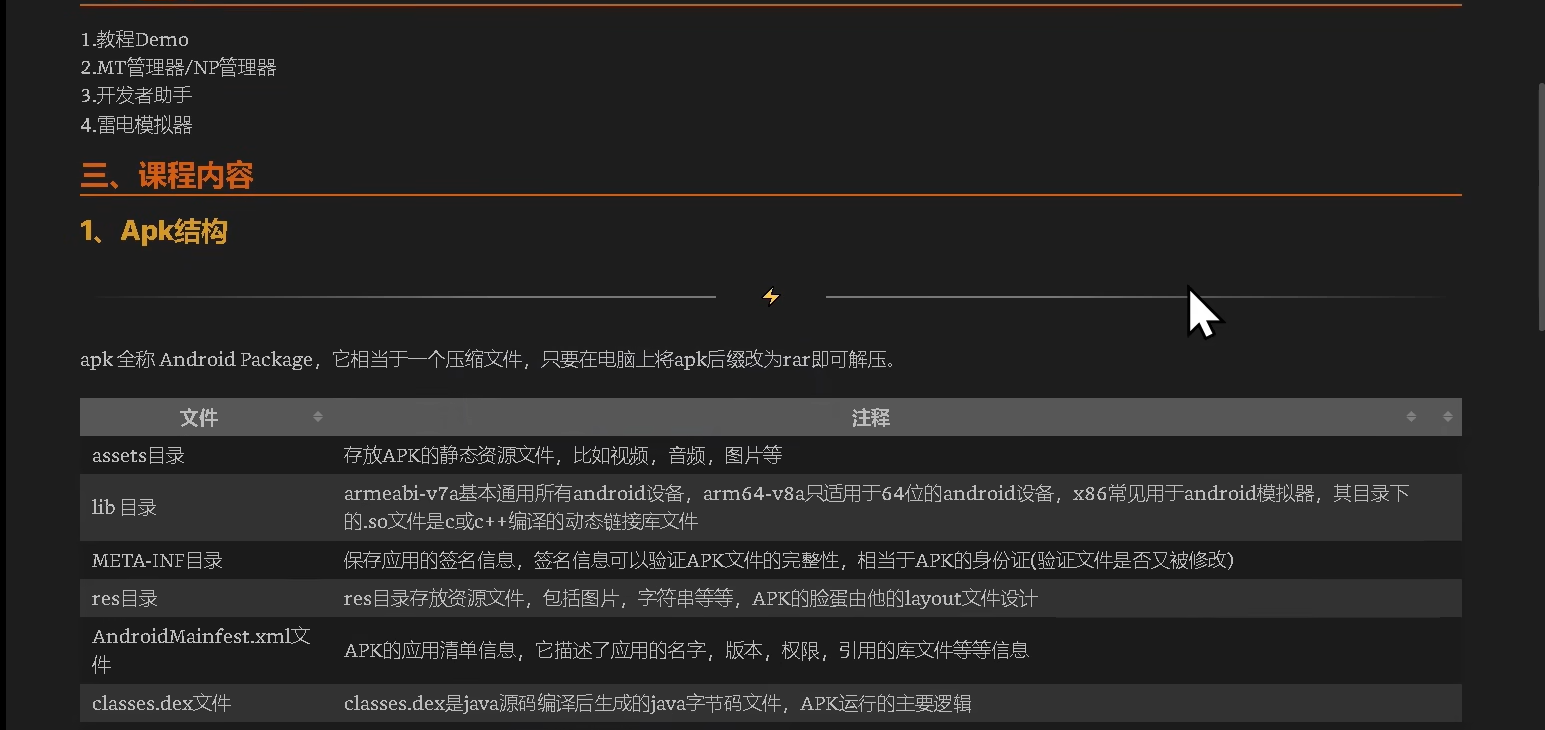 1.教程Demo
2.MT管理器/NP管理器
3.开发者助手
4.雷电模拟器
三、课程内容
1、Apk结构
apk 全称 Android Package，它相当于一个压缩文件，只要在电脑上将apk后缀改为rar即可解压。
文件 注释
assets目录 存放APK的静态资源文件，比如视频，音频，图片等
lib 目录 armeabi-v7a基本通用所有android设备，arm64-v8a只适用于64位的android设备，x86常见用于android模拟器，其目录下
的.so文件是c或c++编译的动态链接库文件
META-INF目录 保存应用的签名信息，签名信息可以验证APK文件的完整性，相当于APK的身份证(验证文件是否又被修改)
res目录 res目录存放资源文件，包括图片，字符串等等，APK的脸蛋由他的layout文件设计
AndroidMainfest.xml文
件 APK的应用清单信息，它描述了应用的名字，版本，权限，引用的库文件等等信息
classes.dex文件 classes.dex是java源码编译后生成的java字节码文件，APK运行的主要逻辑